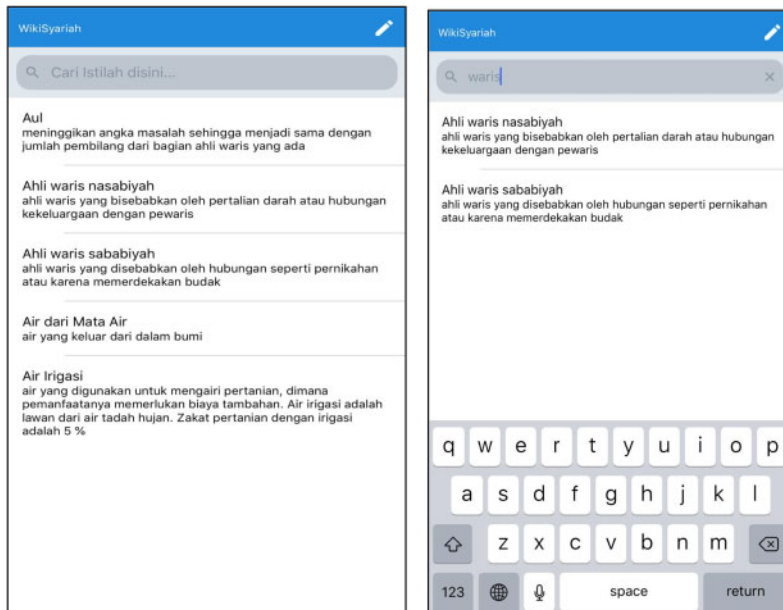 WikiSyariah
Cari Istilah disini...
Aul
meninggikan angka masalah sehingga menjadi sama dengan
jumlah pembilang dari bagian ahli waris yang ada
Ahli waris nasabiyah
ahli waris yang bisebabkan oleh pertalian darah atau hubungan
kekeluargaan dengan pewaris
Ahli waris sababiyah
ahli waris yang disebabkan oleh hubungan seperti pernikahan
atau karena memerdekakan budak
Air dari Mata Air
air yang keluar dari dalam bumi
Air Irigasi
air yang digunakan untuk mengairi pertanian, dimana
pemanfaatanya memerlukan biaya tambahan. Air irigasi adalah
lawan dari air tadah hujan. Zakat pertanian dengan irigasi
adalah 5 %
WikiSyariah
waris
Ahli waris nasabiyah
ahli waris yang bisebabkan oleh pertalian darah atau hubungan
kekeluargaan dengan pewaris
Ahli waris sababiyah
ahli waris yang disebabkan oleh hubungan seperti pernikahan
atau karena memerdekakan budak
q w e r t y u i o p
a s d f g h j k l
z x c v b n m
123 space return